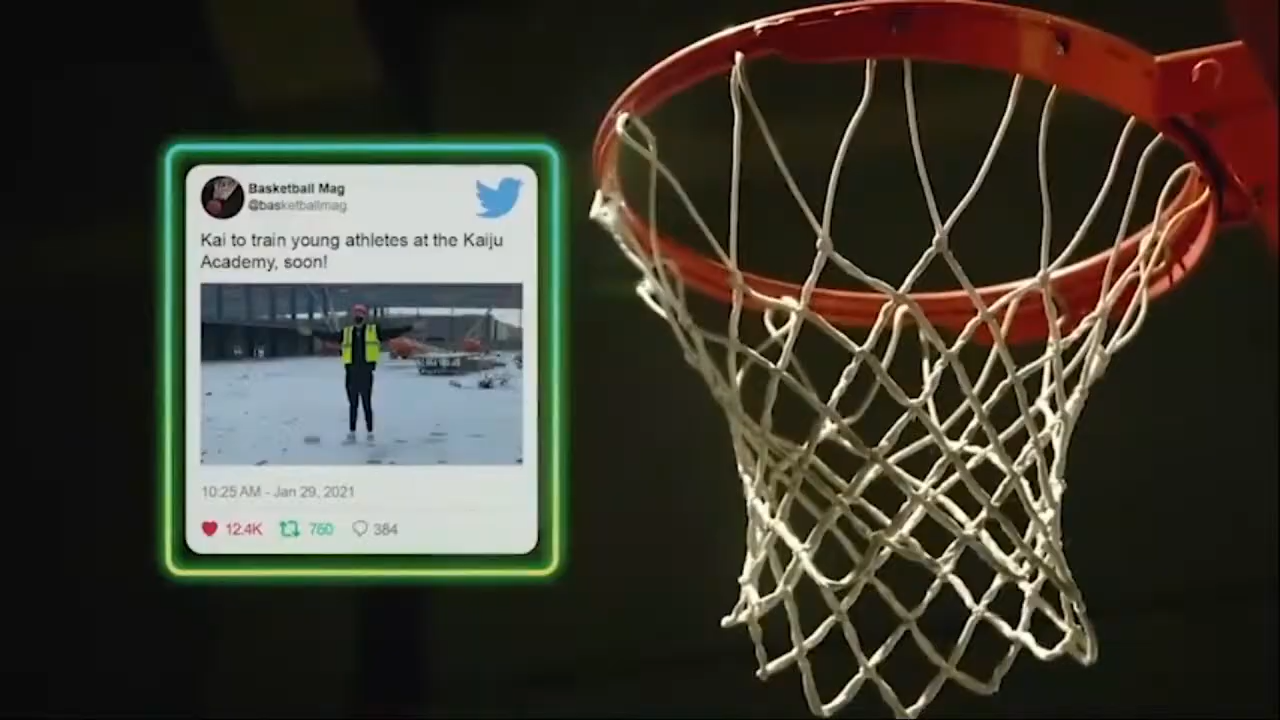 Basketball Mag
@basketballmag
Kai to train young athletes at the Kaiju
Academy, soon!
10:25 AM - Jan 29, 2021
12.4K 760 384